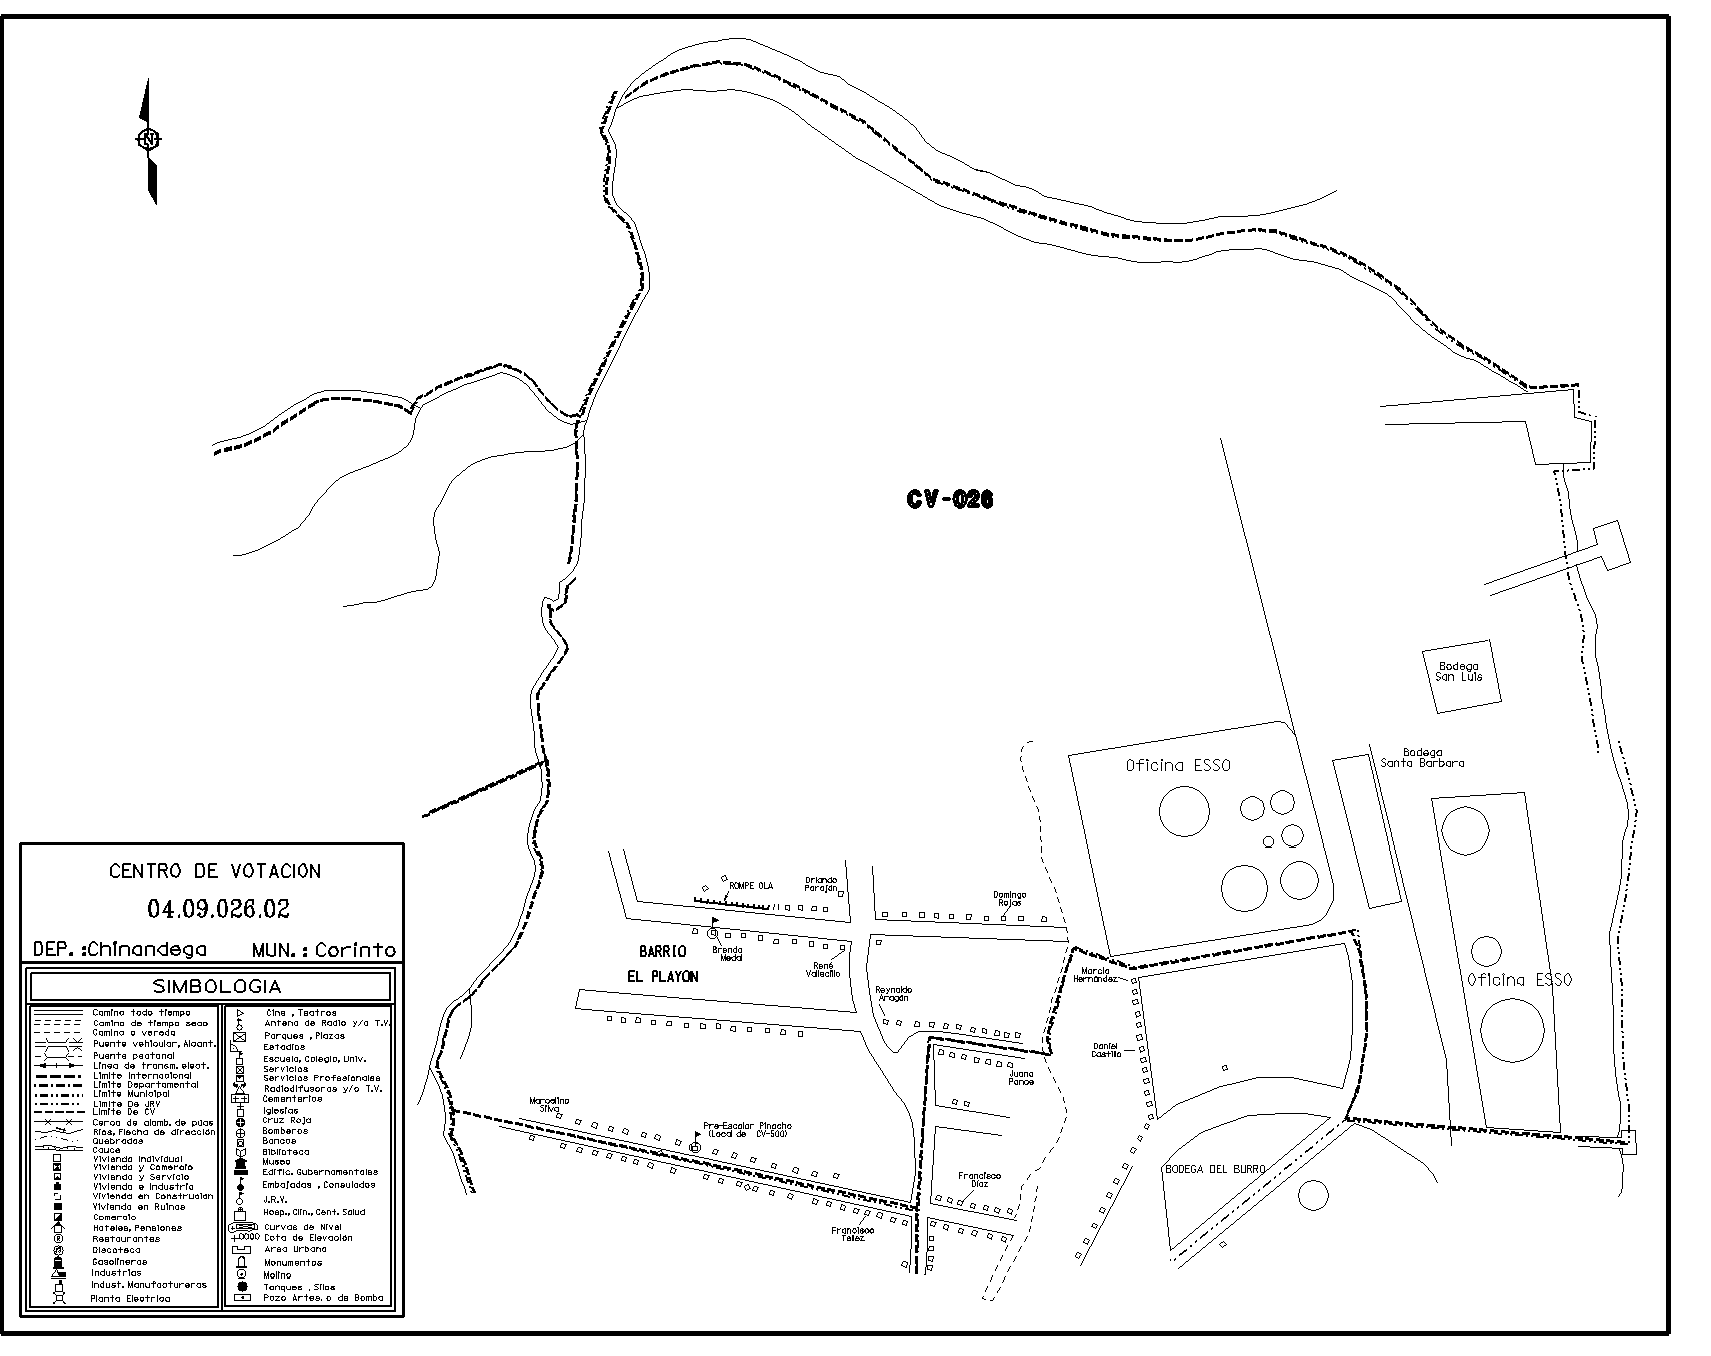 N
CV-026
Bodega
San Luis
Bodega
Santa Barbara
Oficina ESSO
Oficina ESSO
ROMPE OLA
Orlando
Parajón
Domingo
Rojas
BARRIO
EL PLAYON
Brenda
Medal
René
Vallecillo
Reynaldo
Aragón
Marcia
Hernández
Daniel
Castillo
Juana
Ponce
Marcelino
Silva
Pre-Escolar Pinocho
(Local de CV-500)
Francisco
Díaz
Francisco
Tellez
BODEGA DEL BURRO
CENTRO DE VOTACION
04.09.026.02
DEP.:Chinandega MUN.: Corinto
SIMBOLOGIA
Camino todo tiempo
Camino de tiempo seco
Camino o vereda
Puente vehicular, Alcant.
Puente peatonal
Línea de transm. elect.
Límite Internacional
Límite Departamental
Límite Municipal
Límite De JRV
Límite De CV
Cerca de alamb. de púas
Ríos, Flecha de dirección
Quebradas
Cauce
Vivienda Individual
Vivienda y Comercio
Vivienda y Servicio
Vivienda e Industria
Vivienda en Construcion
Vivienda en Ruinas
Comercio
Hoteles, Pensiones
Restaurantes
Discoteca
Gasolineras
Industrias
Indust. Manufactureras
Planta Electrica
Cine , Teatros
Antena de Radio y/o T.V.
Parques , Plazas
Estadios
Escuela, Colegio, Univ.
Servicios
Servicios Profesionales
Radiodifusoras y/o T.V.
Cementerios
Iglesias
Cruz Roja
Bomberos
Bancos
Biblioteca
Museo
Edific. Gubernamentales
Embajadas , Consulados
J.R.V.
Hosp., Clin., Cent. Salud
Curvas de Nivel
Cota de Elevación
Area Urbana
Monumentos
Molino
Tanques , Silos
Pozo Artes. o de Bomba